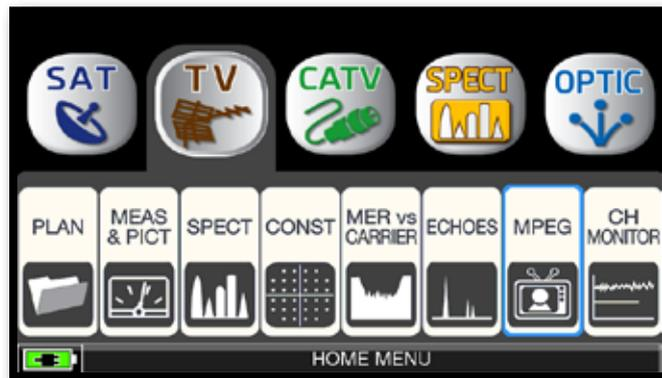 SAT TV CATV SPECT OPTIC
PLAN MEAS & PICT SPECT CONST MER vs CARRIER ECHOES MPEG CH MONITOR
HOME MENU